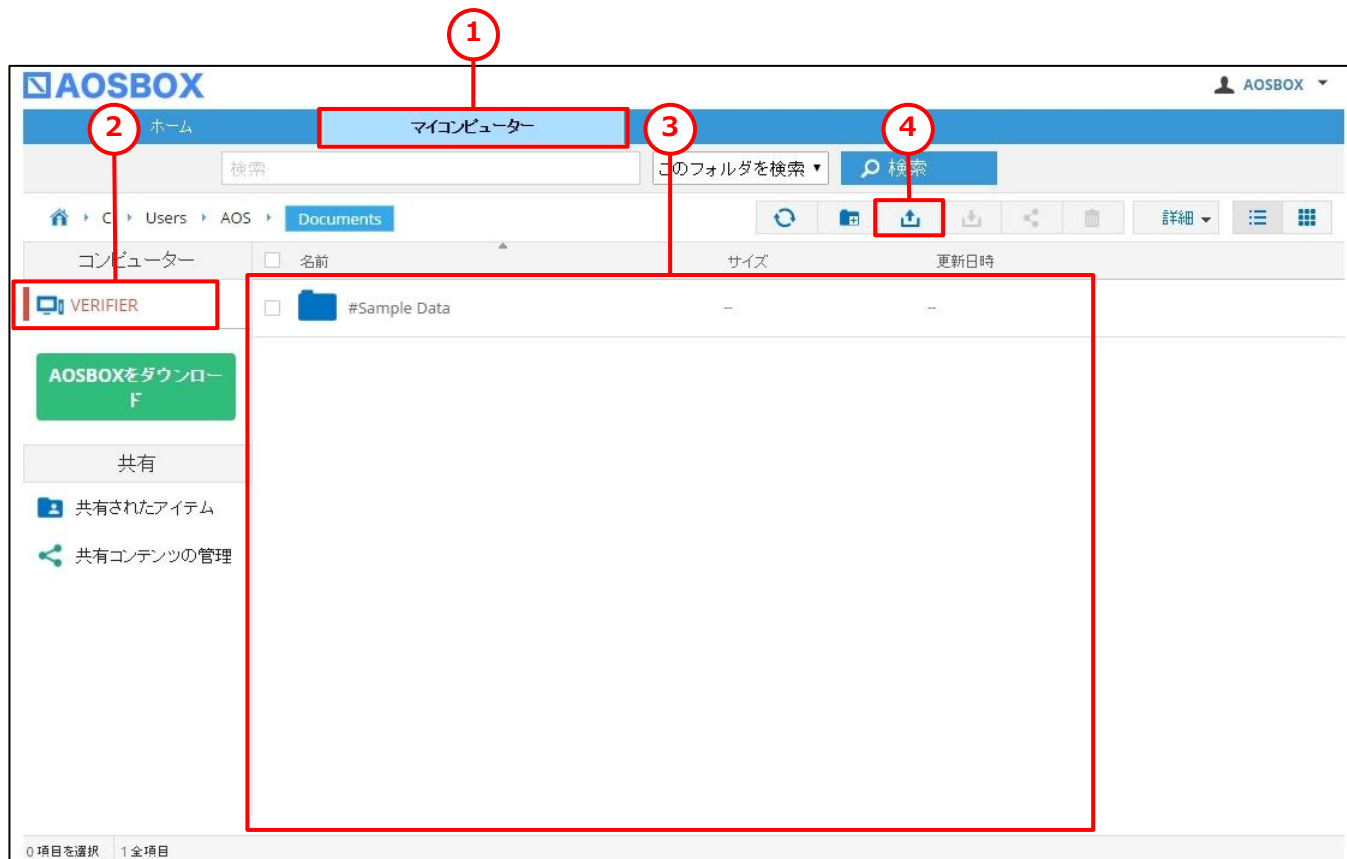 1
AOSBOX
AOSBOX
2
ホーム
マイコンピューター
3
4
検索
このフォルダを検索
検索
C
Users
AOS
Documents
詳細
コンピューター
名前
サイズ
更新日時
VERIFIER
#Sample Data
--
--
AOSBOXをダウンロー
ド
共有
共有されたアイテム
共有コンテンツの管理
0 項目を選択
1 全項目